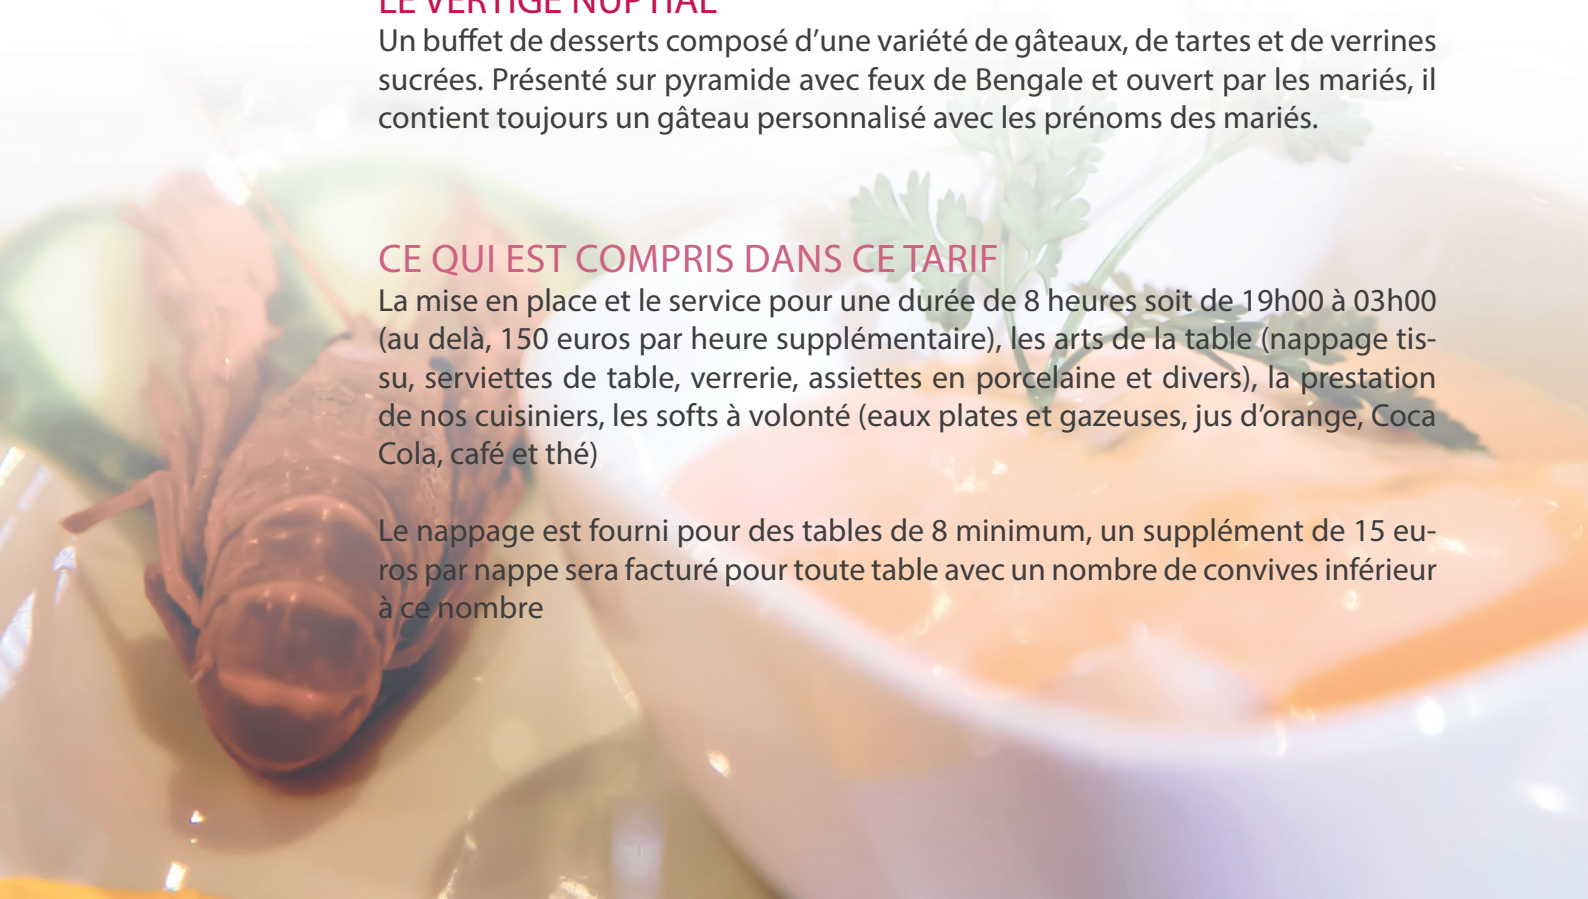 LE VERTIGE NUPTIAL
Un buffet de desserts composé d’une variété de gâteaux, de tartes et de verrines
sucrées. Présenté sur pyramide avec feux de Bengale et ouvert par les mariés, il
contient toujours un gâteau personnalisé avec les prénoms des mariés.
CE QUI EST COMPRIS DANS CE TARIF
La mise en place et le service pour une durée de 8 heures soit de 19h00 à 03h00
(au delà, 150 euros par heure supplémentaire), les arts de la table (nappage tis-
su, serviettes de table, verrerie, assiettes en porcelaine et divers), la prestation
de nos cuisiniers, les softs à volonté (eaux plates et gazeuses, jus d’orange, Coca
Cola, café et thé)
Le nappage est fourni pour des tables de 8 minimum, un supplément de 15 eu-
ros par nappe sera facturé pour toute table avec un nombre de convives inférieur
à ce nombre